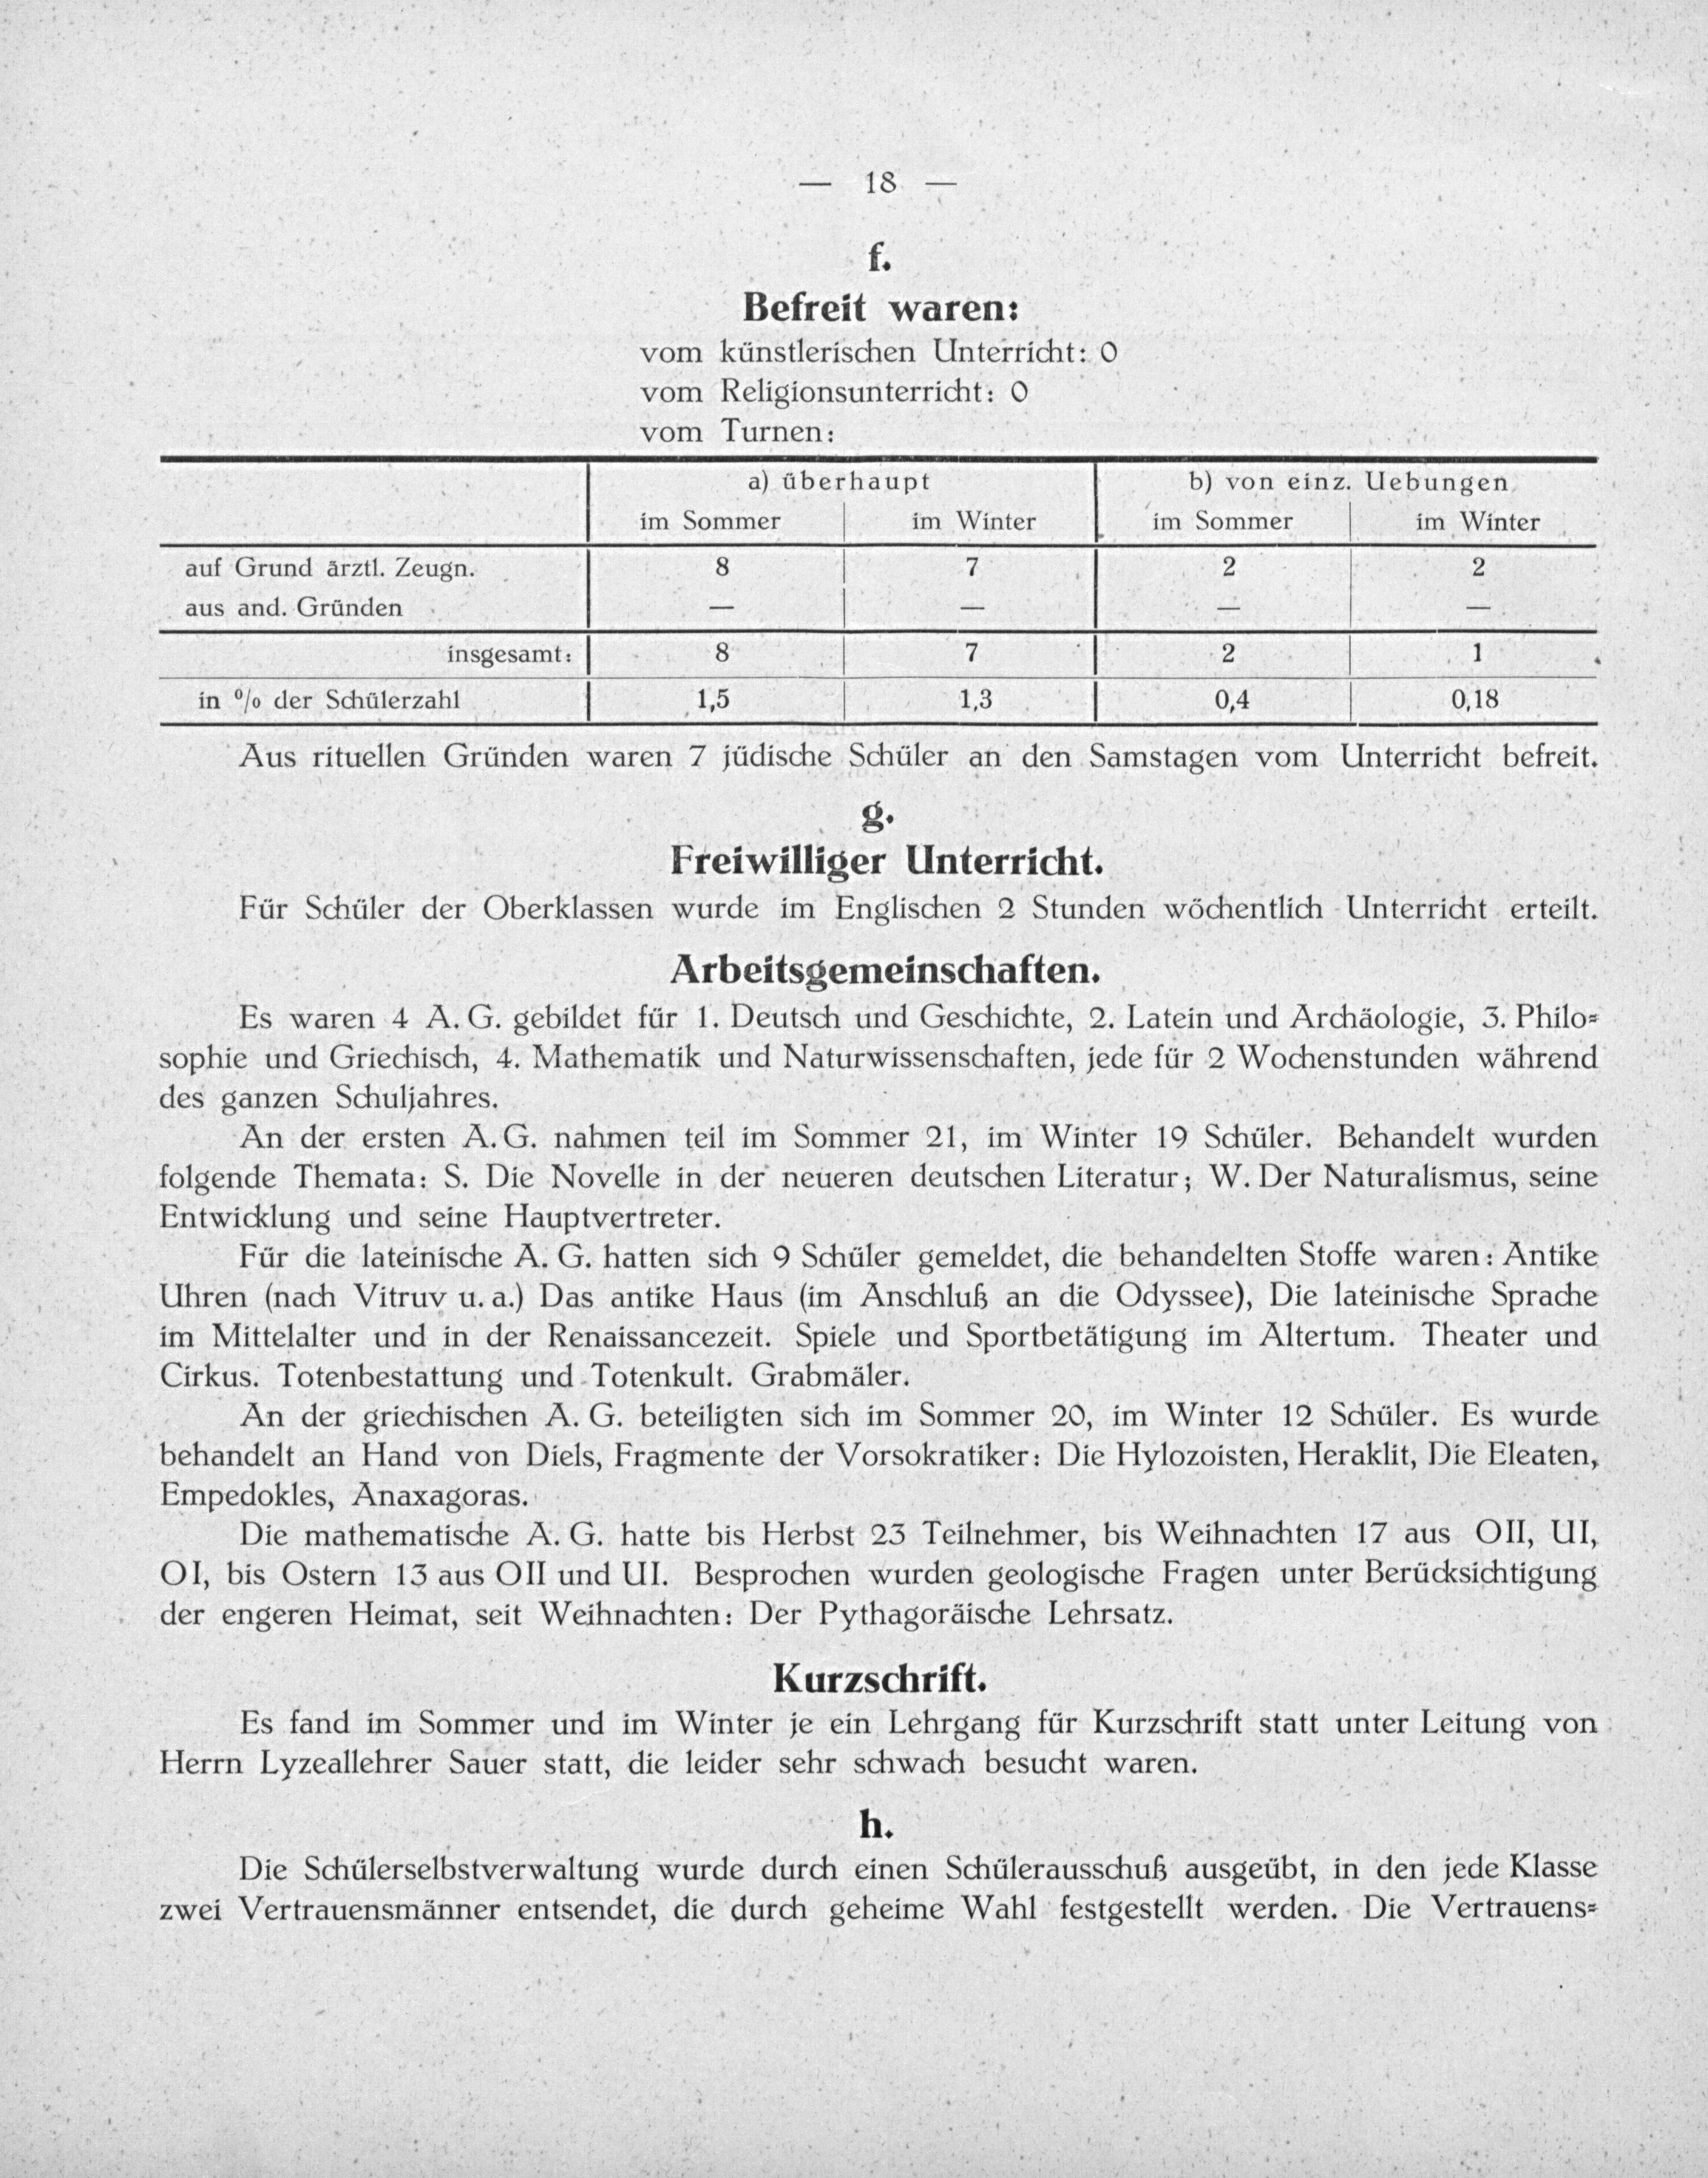 — 18 —
f.
Befreit waren:
vom künstlerischen Unterricht: 0
vom Religionsunterricht: 0
vom Turnen:
a) überhaupt b) von einz. Uebungen
im Sommer im Winter im Sommer im Winter
auf Grund ärztl. Zeugn. 8 7 2 2
aus and. Gründen — — — —
insgesamt: 8 7 2 1
in % der Schülerzahl 1,5 1,3 0,4 0,18
Aus rituellen Gründen waren 7 jüdische Schüler an den Samstagen vom Unterricht befreit.
g.
Freiwilliger Unterricht.
Für Schüler der Oberklassen wurde im Englischen 2 Stunden wöchentlich Unterricht erteilt.
Arbeitsgemeinschaften.
Es waren 4 A. G. gebildet für 1. Deutsch und Geschichte, 2. Latein und Archäologie, 3. Philo=
sophie und Griechisch, 4. Mathematik und Naturwissenschaften, jede für 2 Wochenstunden während
des ganzen Schuljahres.
An der ersten A. G. nahmen teil im Sommer 21, im Winter 19 Schüler. Behandelt wurden
folgende Themata: S. Die Novelle in der neueren deutschen Literatur; W. Der Naturalismus, seine
Entwicklung und seine Hauptvertreter.
Für die lateinische A. G. hatten sich 9 Schüler gemeldet, die behandelten Stoffe waren: Antike
Uhren (nach Vitruv u. a.) Das antike Haus (im Anschluß an die Odyssee), Die lateinische Sprache
im Mittelalter und in der Renaissancezeit. Spiele und Sportbetätigung im Altertum. Theater und
Cirkus. Totenbestattung und Totenkult. Grabmäler.
An der griechischen A. G. beteiligten sich im Sommer 20, im Winter 12 Schüler. Es wurde
behandelt an Hand von Diels, Fragmente der Vorsokratiker: Die Hylozoisten, Heraklit, Die Eleaten,
Empedokles, Anaxagoras.
Die mathematische A. G. hatte bis Herbst 23 Teilnehmer, bis Weihnachten 17 aus OII, UI,
OI, bis Ostern 13 aus OII und UI. Besprochen wurden geologische Fragen unter Berücksichtigung
der engeren Heimat, seit Weihnachten: Der Pythagoräische Lehrsatz.
Kurzschrift.
Es fand im Sommer und im Winter je ein Lehrgang für Kurzschrift statt unter Leitung von
Herrn Lyzeallehrer Sauer statt, die leider sehr schwach besucht waren.
h.
Die Schülerselbstverwaltung wurde durch einen Schülerausschuß ausgeübt, in den jede Klasse
zwei Vertrauensmänner entsendet, die durch geheime Wahl festgestellt werden. Die Vertrauens=